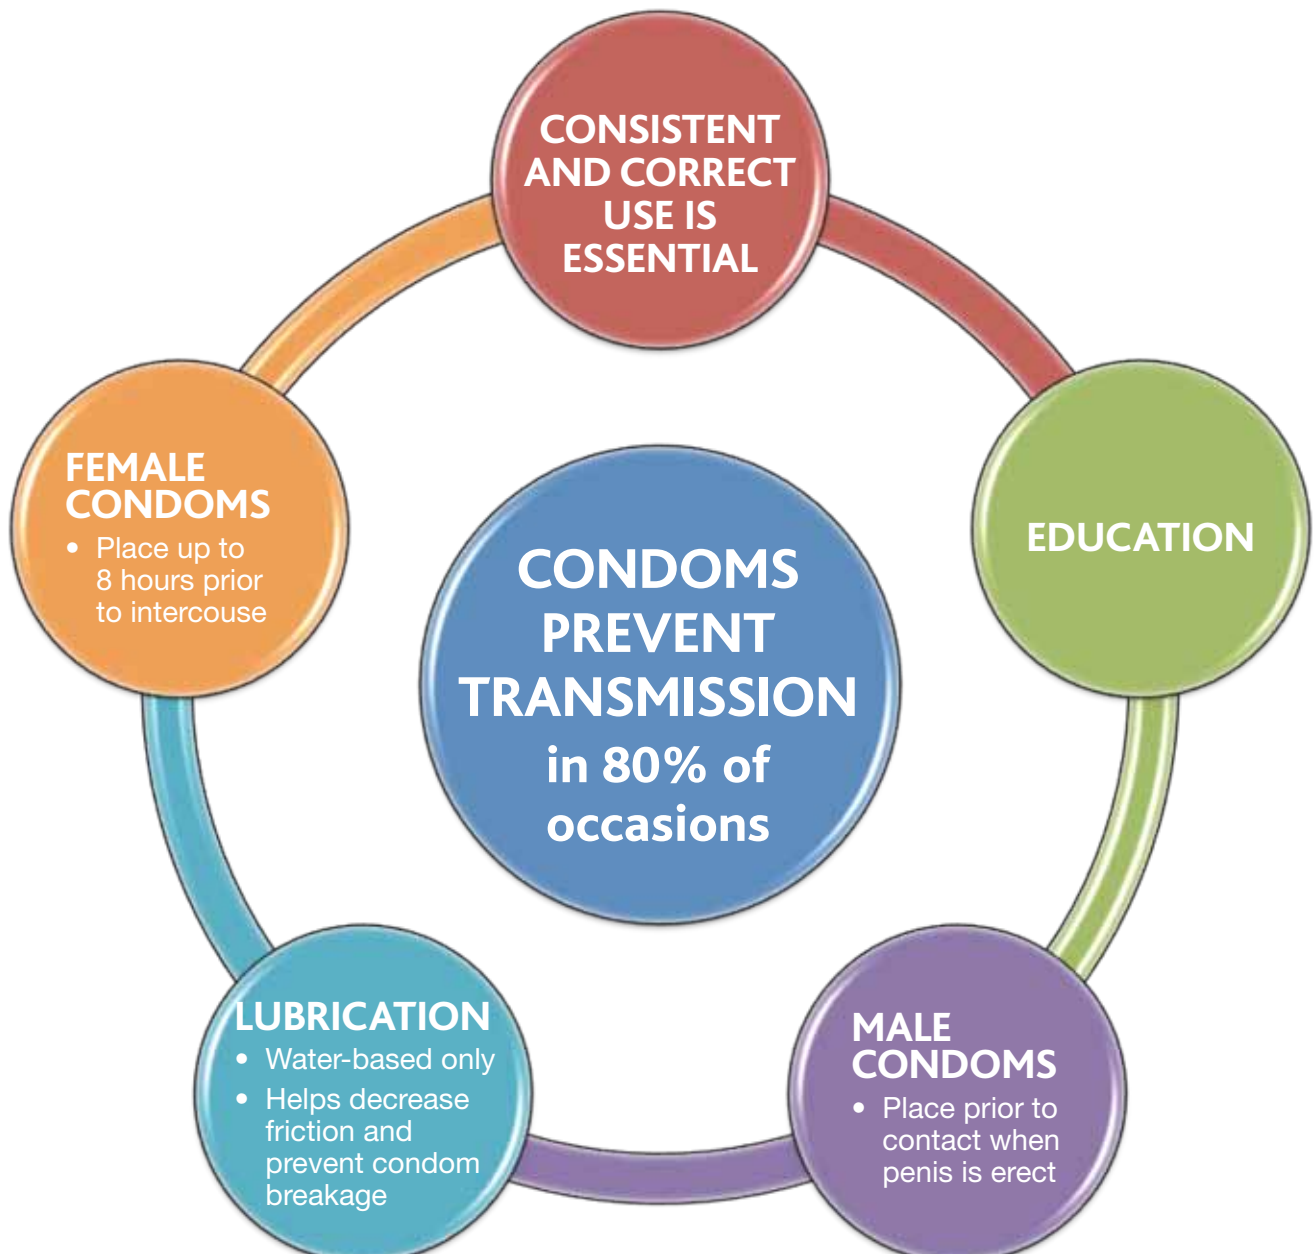 CONSISTENT
AND CORRECT
USE IS
ESSENTIAL
EDUCATION
MALE
CONDOMS
• Place prior to
contact when
penis is erect
LUBRICATION
• Water-based only
• Helps decrease
friction and
prevent condom
breakage
FEMALE
CONDOMS
• Place up to
8 hours prior
to intercouse
CONDOMS
PREVENT
TRANSMISSION
in 80% of
occasions